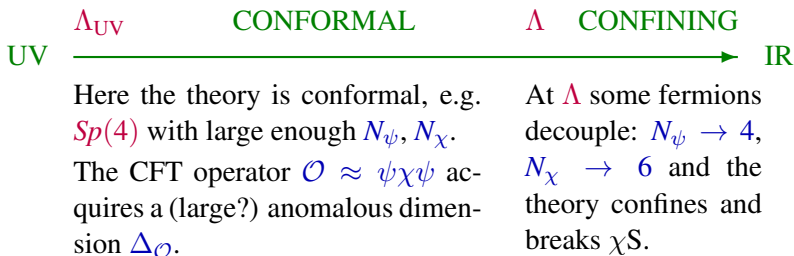 Λ_UV CONFORMAL Λ CONFINING
UV IR
Here the theory is conformal, e.g.
Sp(4) with large enough N_ψ, N_χ.
The CFT operator 𝒪 ≈ ψχψ ac-
quires a (large?) anomalous dimen-
sion Δ_𝒪.
At Λ some fermions
decouple: N_ψ → 4,
N_χ → 6 and the
theory confines and
breaks χS.